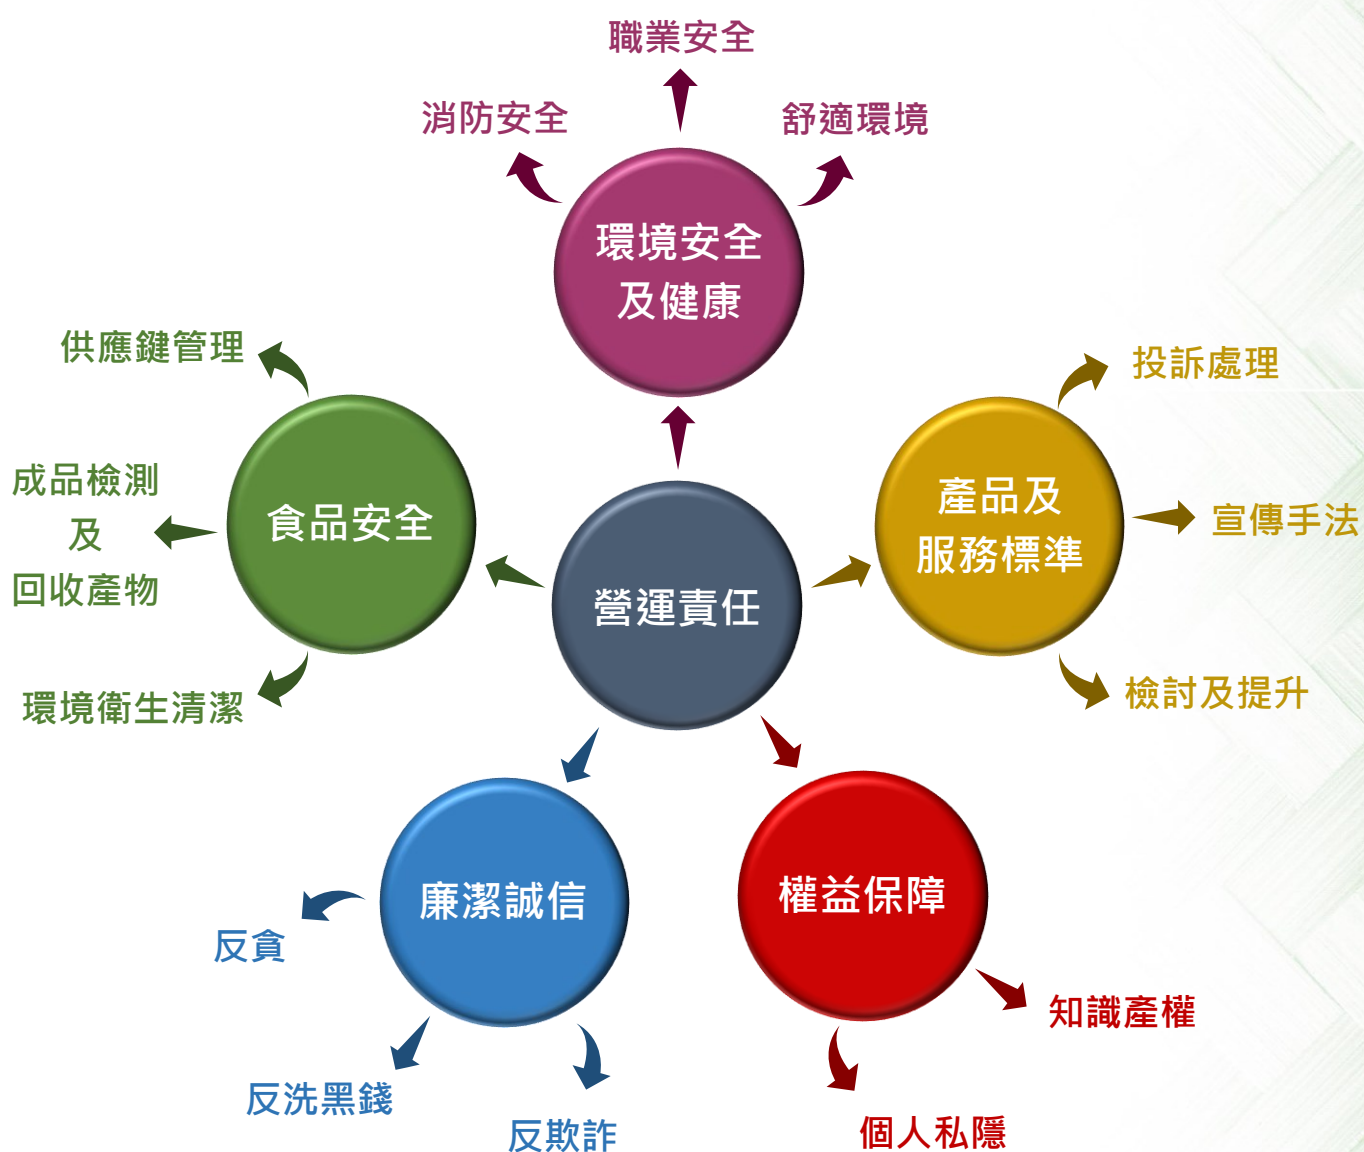 職業安全
消防安全
舒適環境
環境安全
及健康
供應鍵管理
成品檢測
及
回收產物
環境衛生清潔
食品安全
營運責任
產品及
服務標準
投訴處理
宣傳手法
檢討及提升
廉潔誠信
反貪
反洗黑錢
反欺詐
權益保障
知識產權
個人私隱